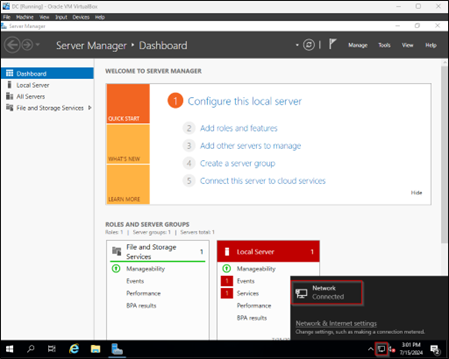 DC [Running] - Oracle VM VirtualBox
File Machine View Input Devices Help
Server Manager
Server Manager • Dashboard
Manage Tools View Help
Dashboard
Local Server
All Servers
File and Storage Services
WELCOME TO SERVER MANAGER
QUICK START
WHAT'S NEW
LEARN MORE
1 Configure this local server
2 Add roles and features
3 Add other servers to manage
4 Create a server group
5 Connect this server to cloud services
Hide
ROLES AND SERVER GROUPS
Roles: 1 | Server groups: 1 | Servers total: 1
File and Storage Services 1
Manageability
Events
Performance
BPA results
Local Server 1
Manageability
1 Events
1 Services
Performance
BPA results
Network
Connected
Network & Internet settings
Change settings, such as making a connection metered.
3:01 PM
7/15/2024
2